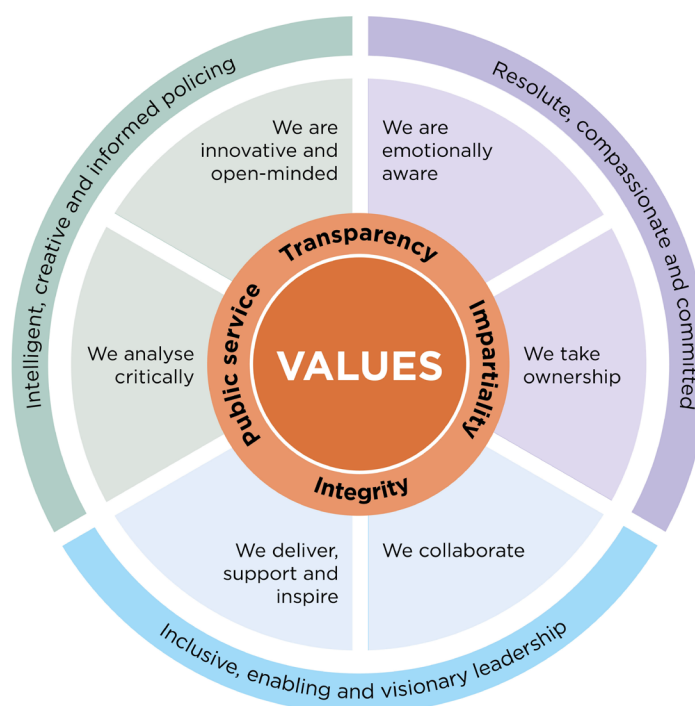 Intelligent, creative and informed policing
Resolute, compassionate and committed
We are
innovative and
open-minded
We are
emotionally
aware
Transparency
Public service
VALUES
Impartiality
Integrity
We analyse
critically
We take
ownership
We deliver,
support and
inspire
We collaborate
Inclusive, enabling and visionary leadership